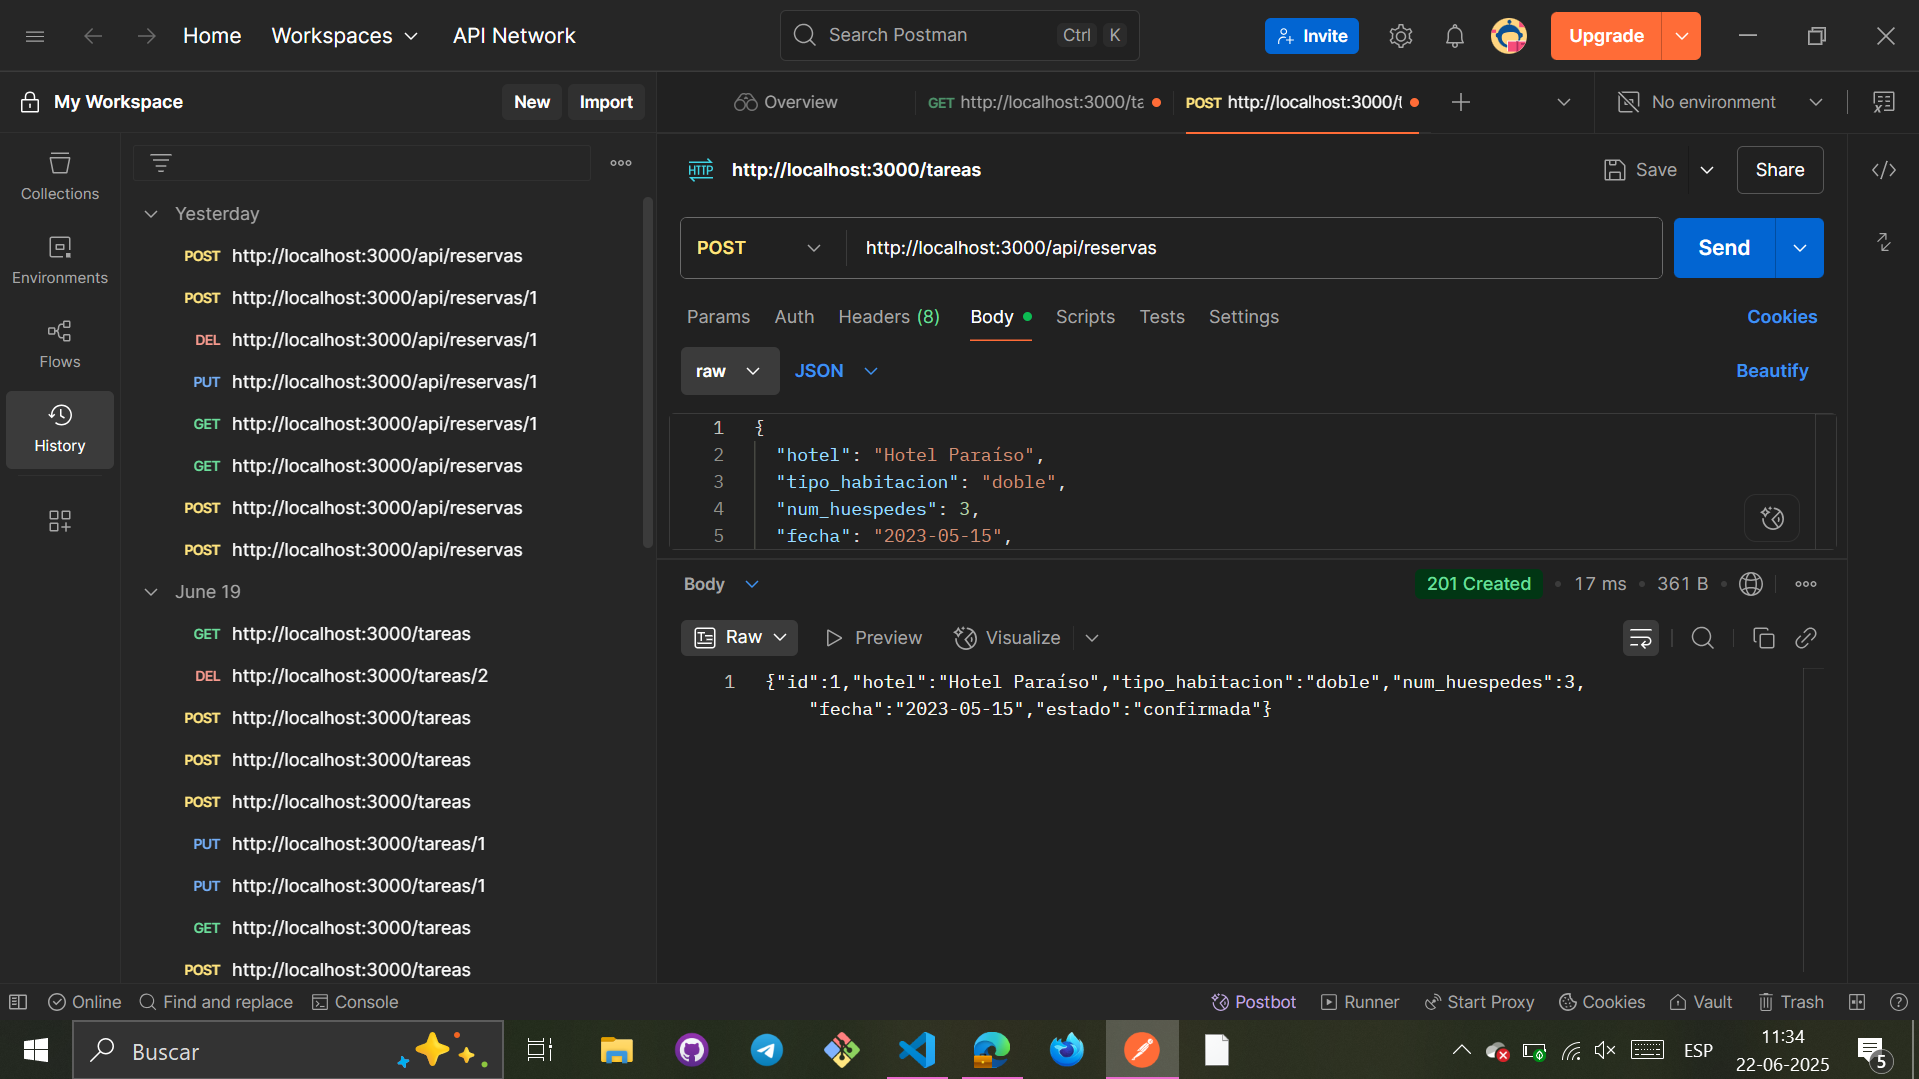 Home
Workspaces
API Network
Search Postman
Ctrl K
Invite
Upgrade
My Workspace
New
Import
Overview
GET http://localhost:3000/ta
POST http://localhost:3000/t
No environment
Collections
Environments
Flows
History
Yesterday
POST http://localhost:3000/api/reservas
POST http://localhost:3000/api/reservas/1
DEL http://localhost:3000/api/reservas/1
PUT http://localhost:3000/api/reservas/1
GET http://localhost:3000/api/reservas/1
GET http://localhost:3000/api/reservas
POST http://localhost:3000/api/reservas
POST http://localhost:3000/api/reservas
June 19
GET http://localhost:3000/tareas
DEL http://localhost:3000/tareas/2
POST http://localhost:3000/tareas
POST http://localhost:3000/tareas
POST http://localhost:3000/tareas
PUT http://localhost:3000/tareas/1
PUT http://localhost:3000/tareas/1
GET http://localhost:3000/tareas
POST http://localhost:3000/tareas
HTTP http://localhost:3000/tareas
Save
Share
POST http://localhost:3000/api/reservas
Send
Params Auth Headers (8) Body Scripts Tests Settings
Cookies
raw JSON
Beautify
1 {
2 "hotel": "Hotel Paraíso",
3 "tipo_habitacion": "doble",
4 "num_huespedes": 3,
5 "fecha": "2023-05-15",
Body
201 Created • 17 ms • 361 B
Raw Preview Visualize
1 {"id":1,"hotel":"Hotel Paraíso","tipo_habitacion":"doble","num_huespedes":3,
"fecha":"2023-05-15","estado":"confirmada"}
Online Find and replace Console
Postbot Runner Start Proxy Cookies Vault Trash
Buscar
ESP
11:34
22-06-2025
5